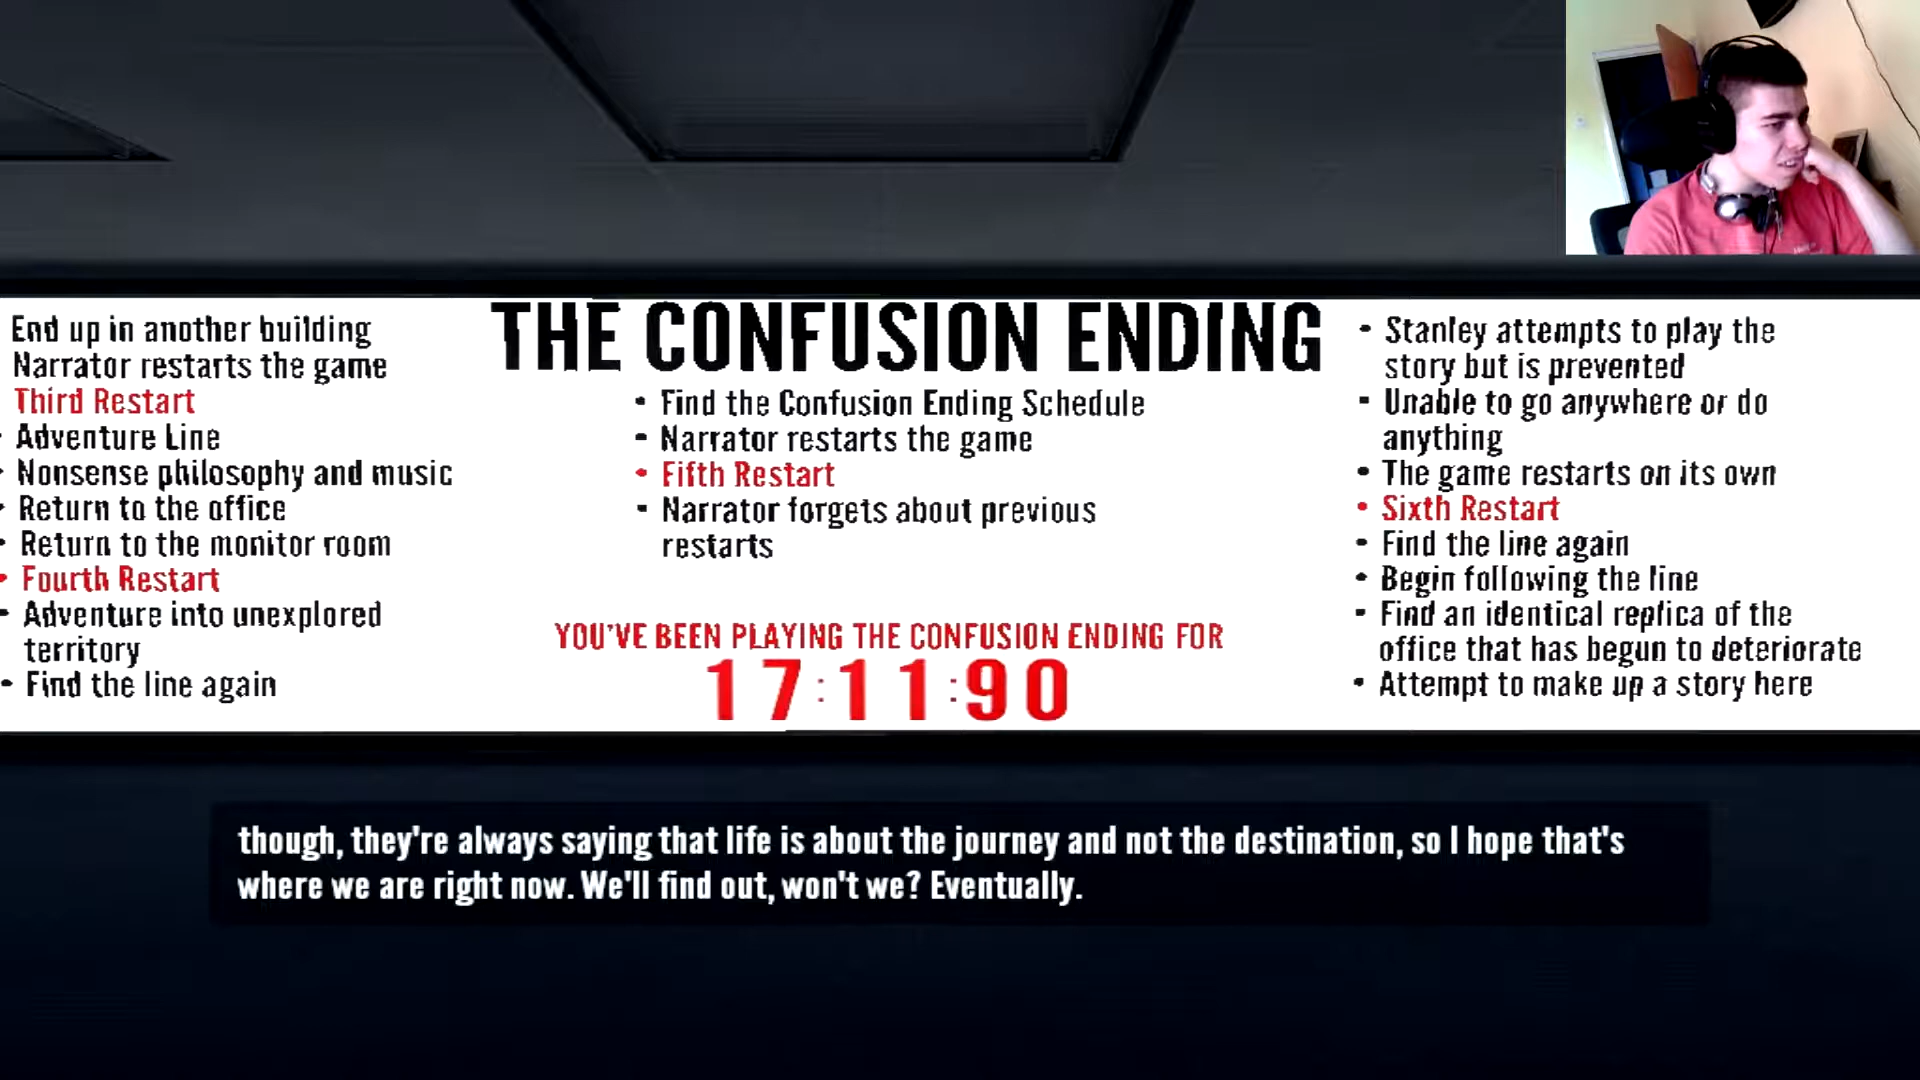 End up in another building
Narrator restarts the game
Third Restart
Adventure Line
Nonsense philosophy and music
Return to the office
Return to the monitor room
Fourth Restart
Adventure into unexplored
territory
Find the line again
THE CONFUSION ENDING
Find the Confusion Ending Schedule
Narrator restarts the game
Fifth Restart
Narrator forgets about previous
restarts
YOU'VE BEEN PLAYING THE CONFUSION ENDING FOR
17:11:90
Stanley attempts to play the
story but is prevented
Unable to go anywhere or do
anything
The game restarts on its own
Sixth Restart
Find the line again
Begin following the line
Find an identical replica of the
office that has begun to deteriorate
Attempt to make up a story here
though, they're always saying that life is about the journey and not the destination, so I hope that's
where we are right now. We'll find out, won't we? Eventually.